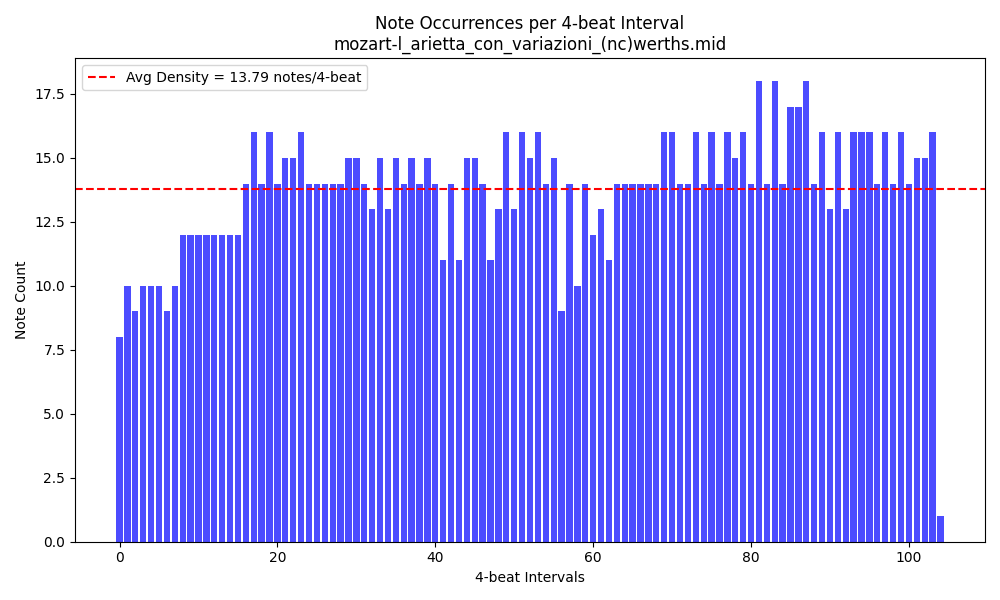 Note Occurrences per 4-beat Interval
mozart-l_arietta_con_variazioni_(nc)werths.mid
Avg Density = 13.79 notes/4-beat
17.5
15.0
12.5
10.0
7.5
5.0
2.5
0.0
Note Count
0 20 40 60 80 100
4-beat Intervals